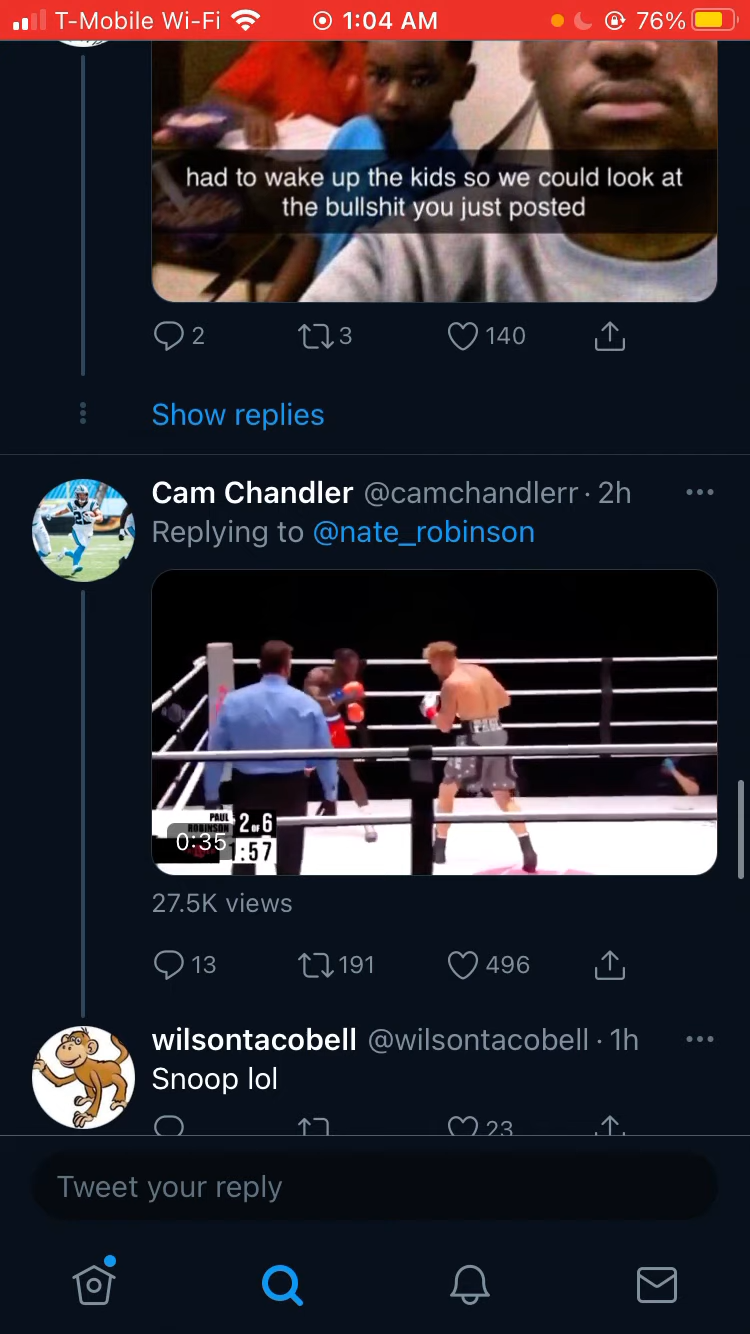 T-Mobile Wi-Fi 1:04 AM 76%
had to wake up the kids so we could look at
the bullshit you just posted
2 3 140
Show replies
Cam Chandler @camchandlerr · 2h
Replying to @nate_robinson
PAUL
ROBINSON
2 OF 6
0:35
1:57
27.5K views
13 191 496
wilsontacobell @wilsontacobell · 1h
Snoop lol
23
Tweet your reply